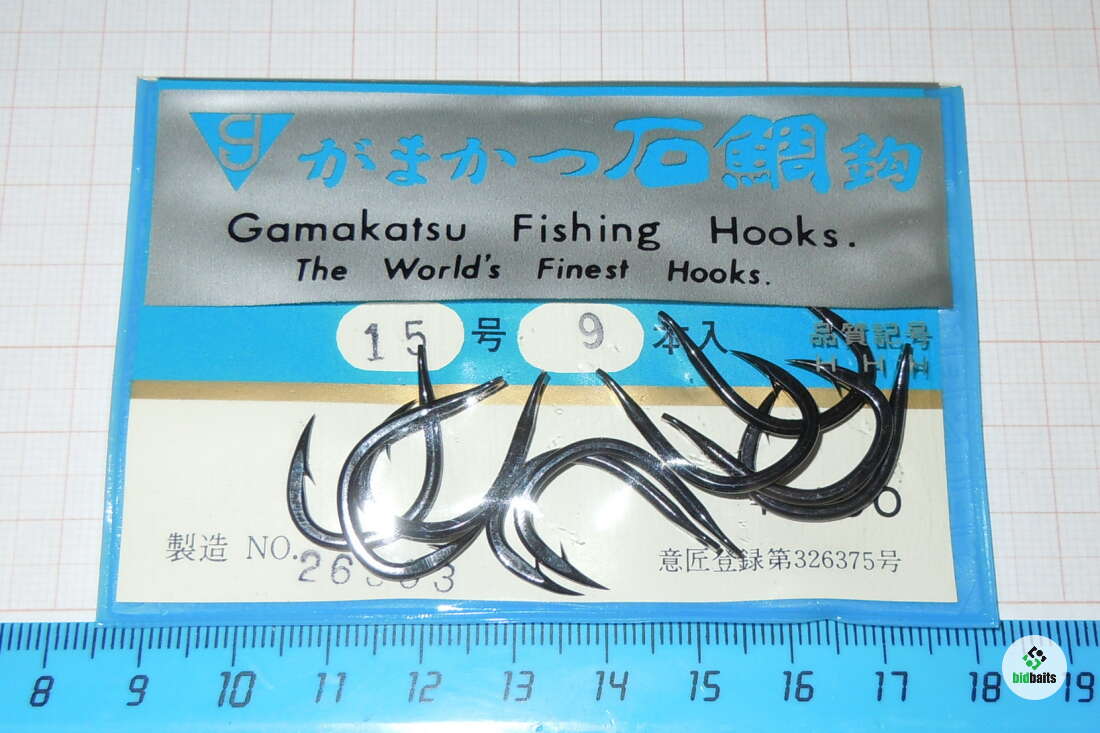 がまかつ石鯛鈎
Gamakatsu Fishing Hooks.
The World's Finest Hooks.
15号 9本入
品質記号
H H H
製造 NO.
意匠登録第326375号
8 9 10 11 12 13 14 15 16 17 18 19
bidbaits